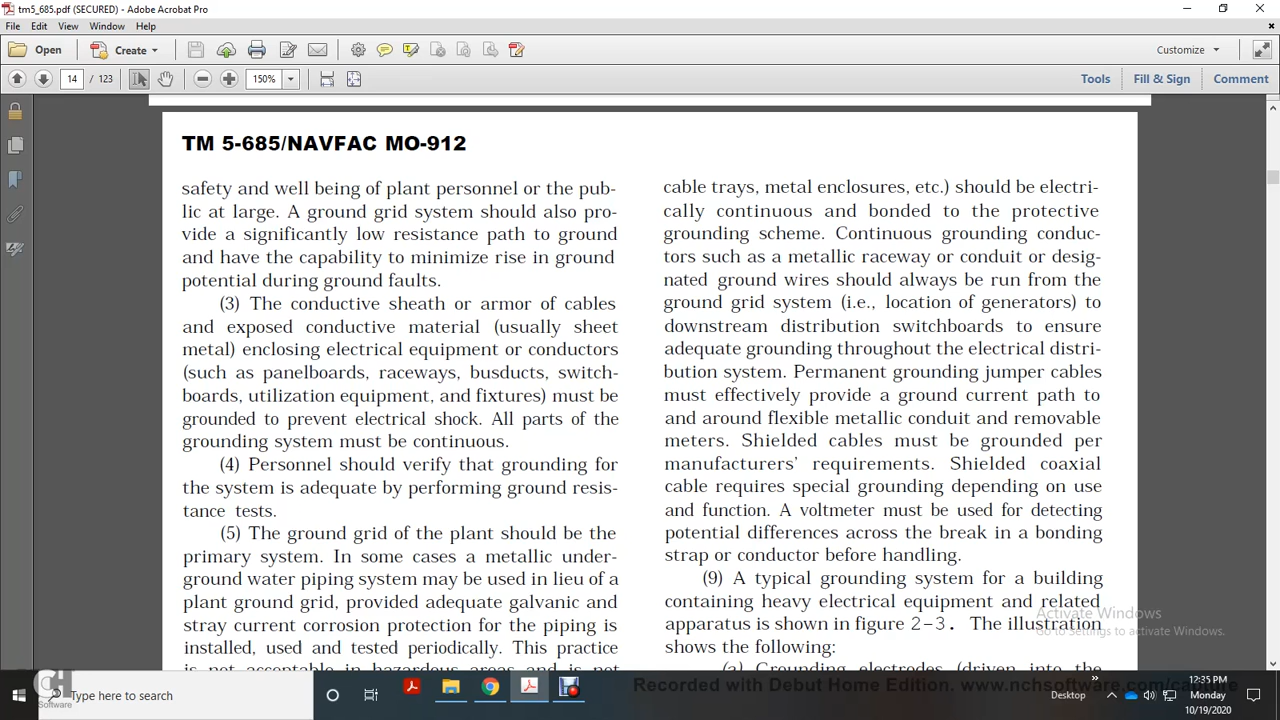 tm5_685.pdf (SECURED) - Adobe Acrobat Pro
File Edit View Window Help
Open Create Customize
14 / 123 150% Tools Fill & Sign Comment
TM 5-685/NAVFAC MO-912
safety and well being of plant personnel or the pub-
lic at large. A ground grid system should also pro-
vide a significantly low resistance path to ground
and have the capability to minimize rise in ground
potential during ground faults.
(3) The conductive sheath or armor of cables
and exposed conductive material (usually sheet
metal) enclosing electrical equipment or conductors
(such as panelboards, raceways, busducts, switch-
boards, utilization equipment, and fixtures) must be
grounded to prevent electrical shock. All parts of the
grounding system must be continuous.
(4) Personnel should verify that grounding for
the system is adequate by performing ground resis-
tance tests.
(5) The ground grid of the plant should be the
primary system. In some cases a metallic under-
ground water piping system may be used in lieu of a
plant ground grid, provided adequate galvanic and
stray current corrosion protection for the piping is
installed, used and tested periodically. This practice
is not acceptable in hazardous areas and is not
cable trays, metal enclosures, etc.) should be electri-
cally continuous and bonded to the protective
grounding scheme. Continuous grounding conduc-
tors such as a metallic raceway or conduit or desig-
nated ground wires should always be run from the
ground grid system (i.e., location of generators) to
downstream distribution switchboards to ensure
adequate grounding throughout the electrical distri-
bution system. Permanent grounding jumper cables
must effectively provide a ground current path to
and around flexible metallic conduit and removable
meters. Shielded cables must be grounded per
manufacturers' requirements. Shielded coaxial
cable requires special grounding depending on use
and function. A voltmeter must be used for detecting
potential differences across the break in a bonding
strap or conductor before handling.
(9) A typical grounding system for a building
containing heavy electrical equipment and related
apparatus is shown in figure 2-3. The illustration
shows the following:
(a) Grounding electrodes (driven into the
Activate Windows
Go to Settings to activate Windows.
NCH Software
Type here to search
Recorded with Debut Home Edition. www.nchsoftware.com/capture
Desktop
12:35 PM
Monday
10/19/2020